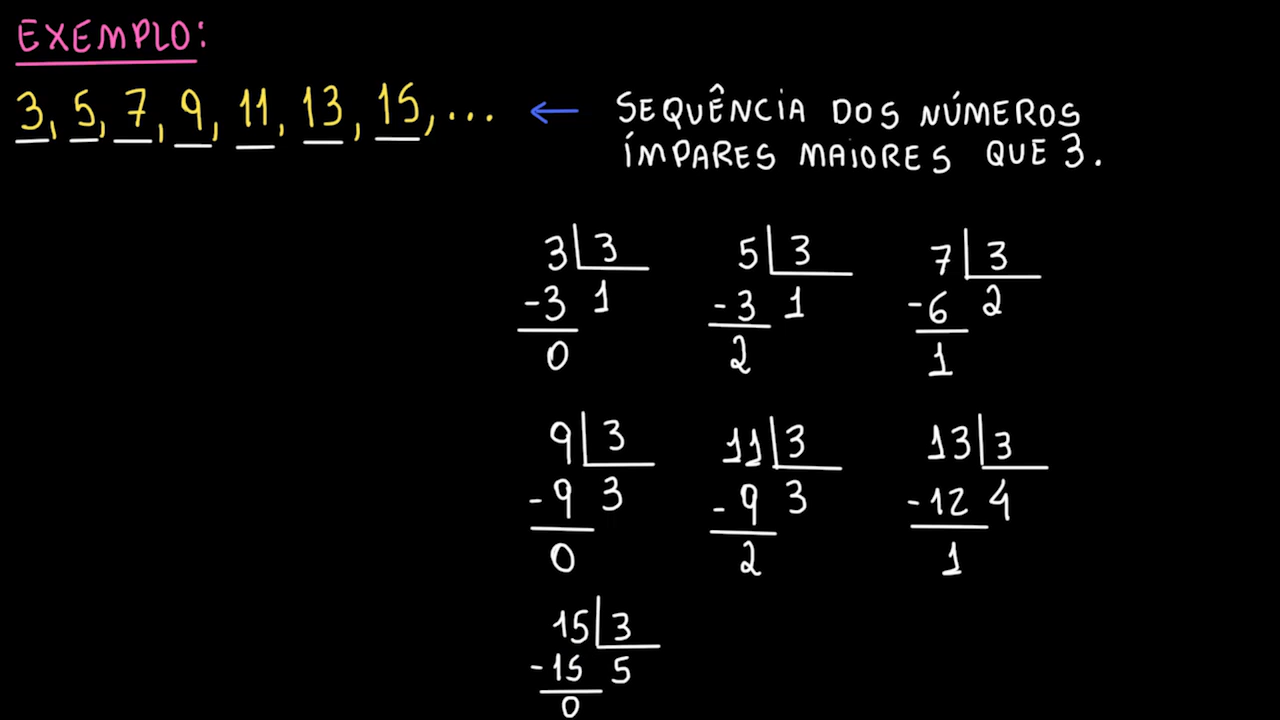 EXEMPLO:
3, 5, 7, 9, 11, 13, 15, ... ← SEQUÊNCIA DOS NÚMEROS
ÍMPARES MAIORES QUE 3.
3 3 5 3 7 3
-3 1 -3 1 -6 2
0 2 1
9 3 11 3 13 3
-9 3 -9 3 -12 4
0 2 1
15 3
-15 5
0